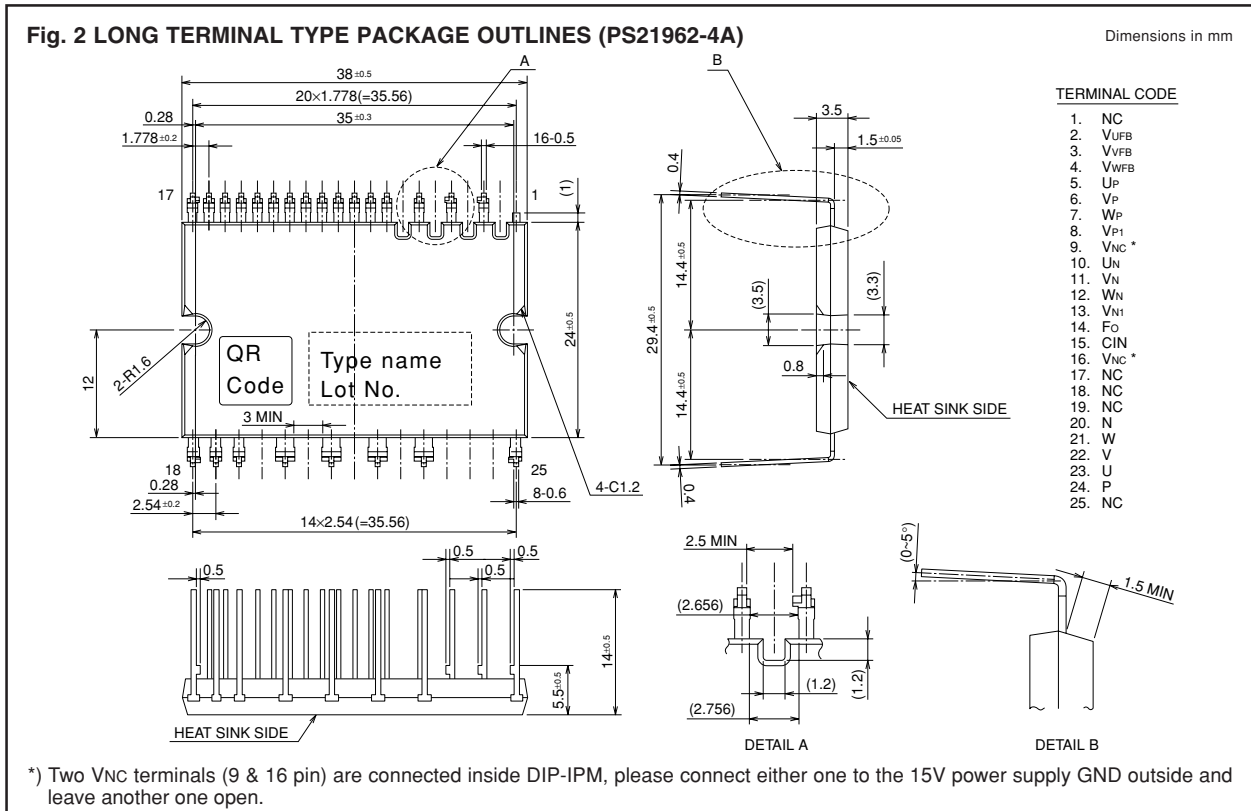 Fig. 2 LONG TERMINAL TYPE PACKAGE OUTLINES (PS21962-4A)
Dimensions in mm
A
B
38 ±0.5
20×1.778(=35.56)
35 ±0.3
0.28
1.778 ±0.2
16-0.5
17
1
(1)
24 ±0.5
12
2-R1.6
QR
Code
Type name
Lot No.
3 MIN
18
25
0.28
2.54 ±0.2
14×2.54(=35.56)
8-0.6
4-C1.2
3.5
1.5 ±0.05
0.4
14.4 ±0.5
29.4 ±0.5
14.4 ±0.5
(3.5)
(3.3)
0.8
HEAT SINK SIDE
0.4
TERMINAL CODE
1. NC
2. VUFB
3. VVFB
4. VWFB
5. UP
6. VP
7. WP
8. VP1
9. VNC *
10. UN
11. VN
12. WN
13. VN1
14. FO
15. CIN
16. VNC *
17. NC
18. NC
19. NC
20. N
21. W
22. V
23. U
24. P
25. NC
0.5
0.5
0.5
0.5
14 ±0.5
5.5 ±0.5
HEAT SINK SIDE
2.5 MIN
(2.656)
(1.2)
(1.2)
(2.756)
DETAIL A
(0~5°)
1.5 MIN
DETAIL B
*) Two VNC terminals (9 & 16 pin) are connected inside DIP-IPM, please connect either one to the 15V power supply GND outside and
leave another one open.